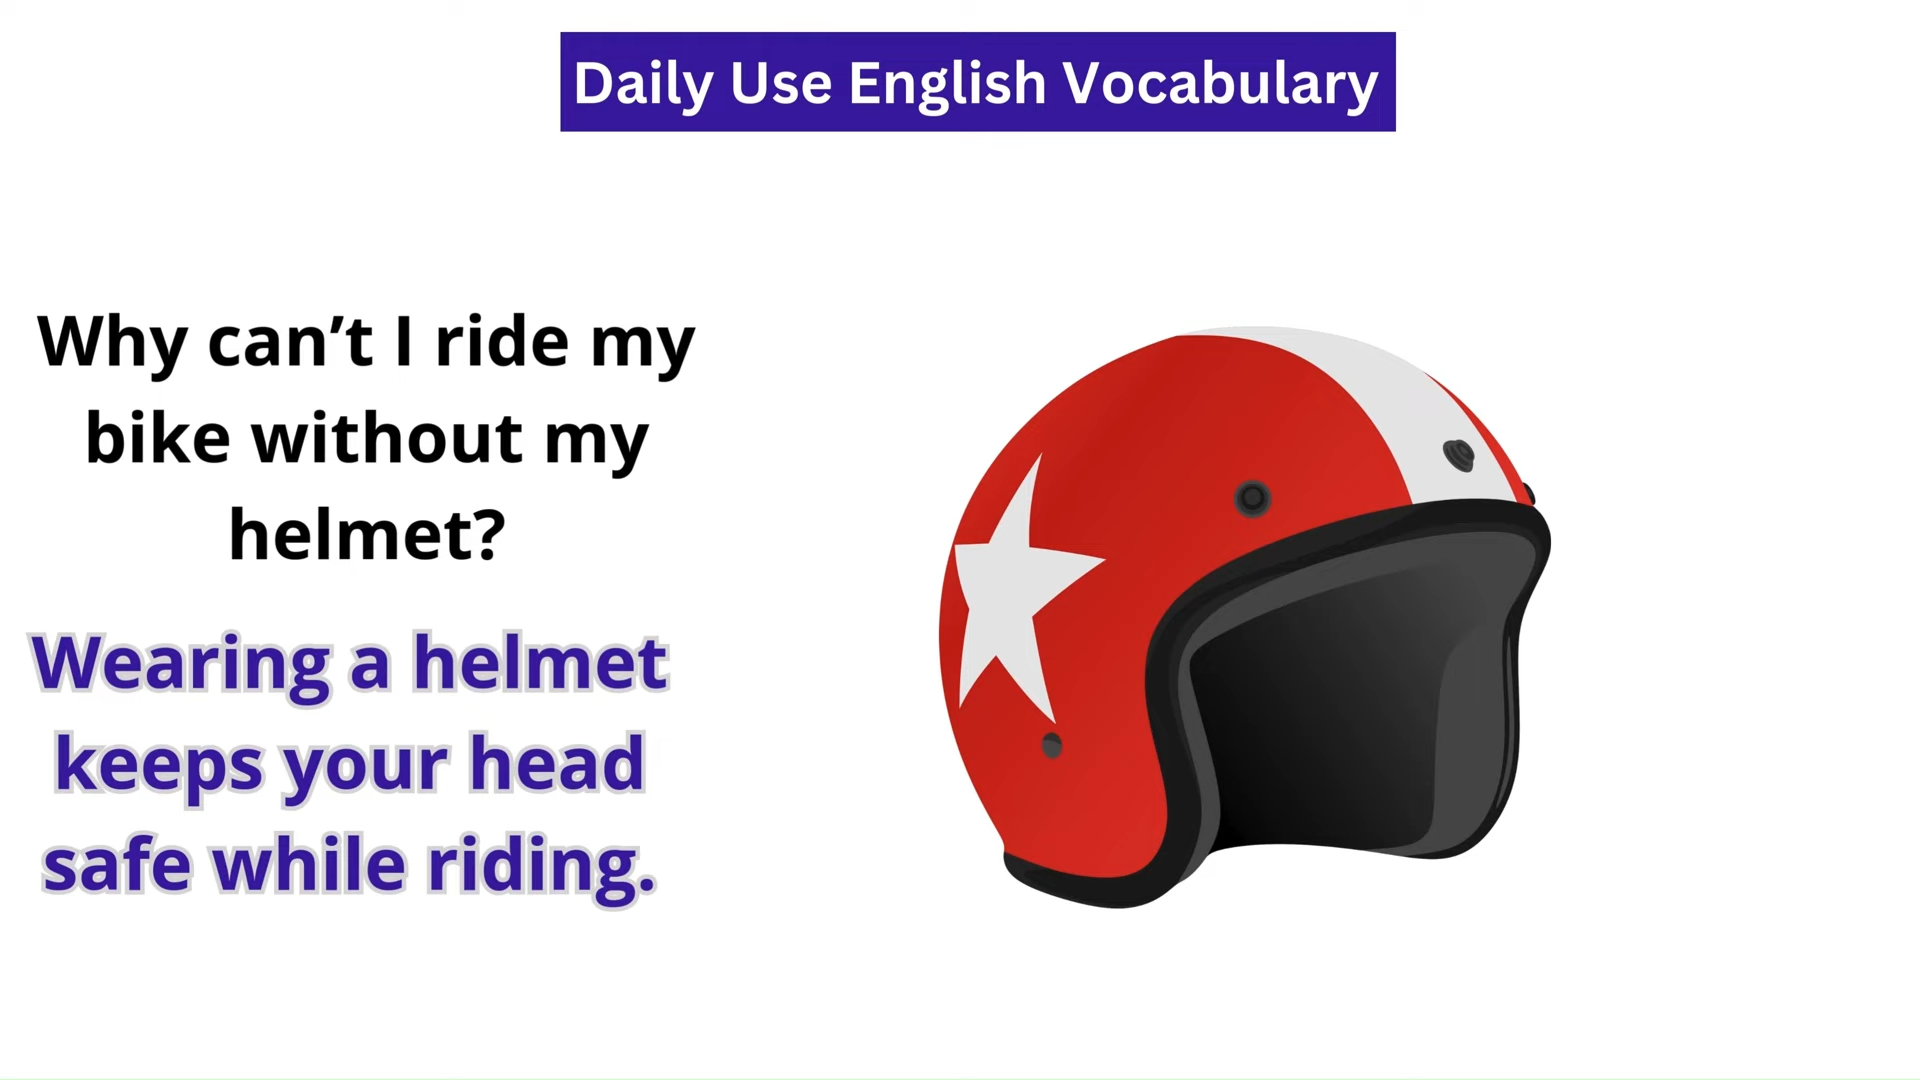 Daily Use English Vocabulary
Why can’t I ride my
bike without my
helmet?
Wearing a helmet
keeps your head
safe while riding.